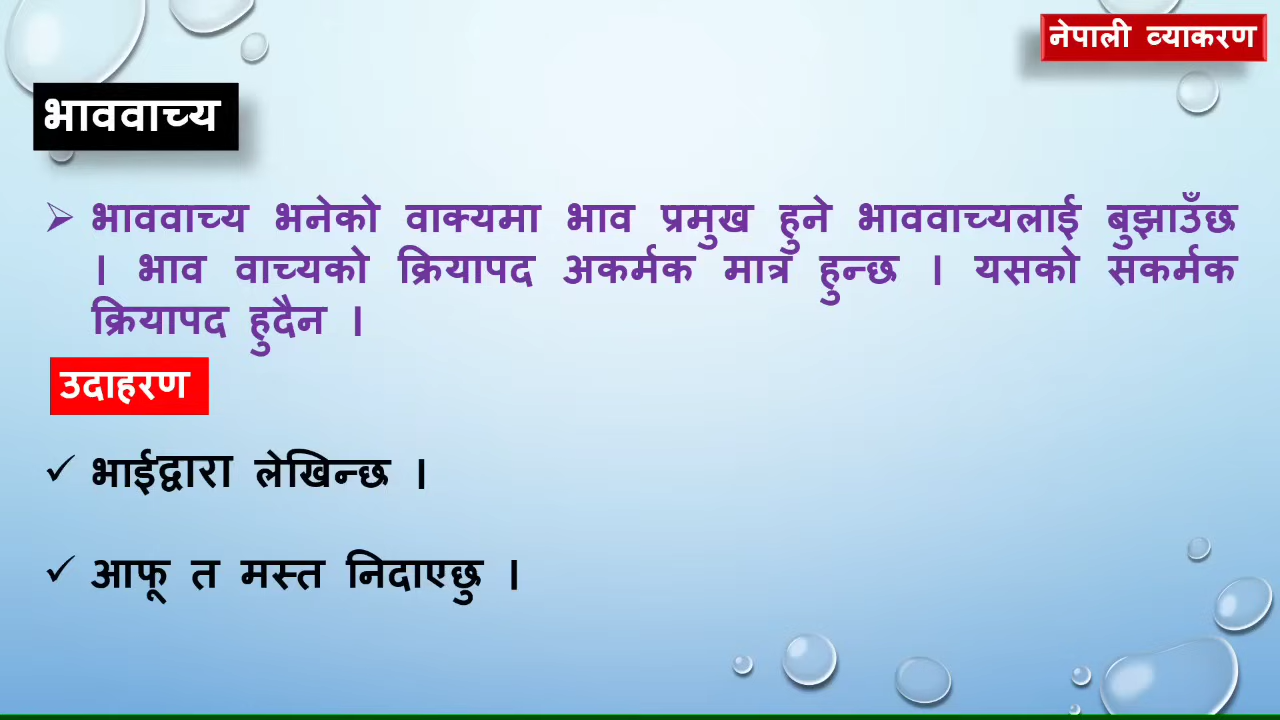 नेपाली व्याकरण
भाववाच्य
भाववाच्य भनेको वाक्यमा भाव प्रमुख हुने भाववाच्यलाई बुझाउँछ
। भाव वाच्यको क्रियापद अकर्मक मात्र हुन्छ । यसको सकर्मक
क्रियापद हुदैन ।
उदाहरण
भाईद्वारा लेखिन्छ ।
आफू त मस्त निदाएछु ।